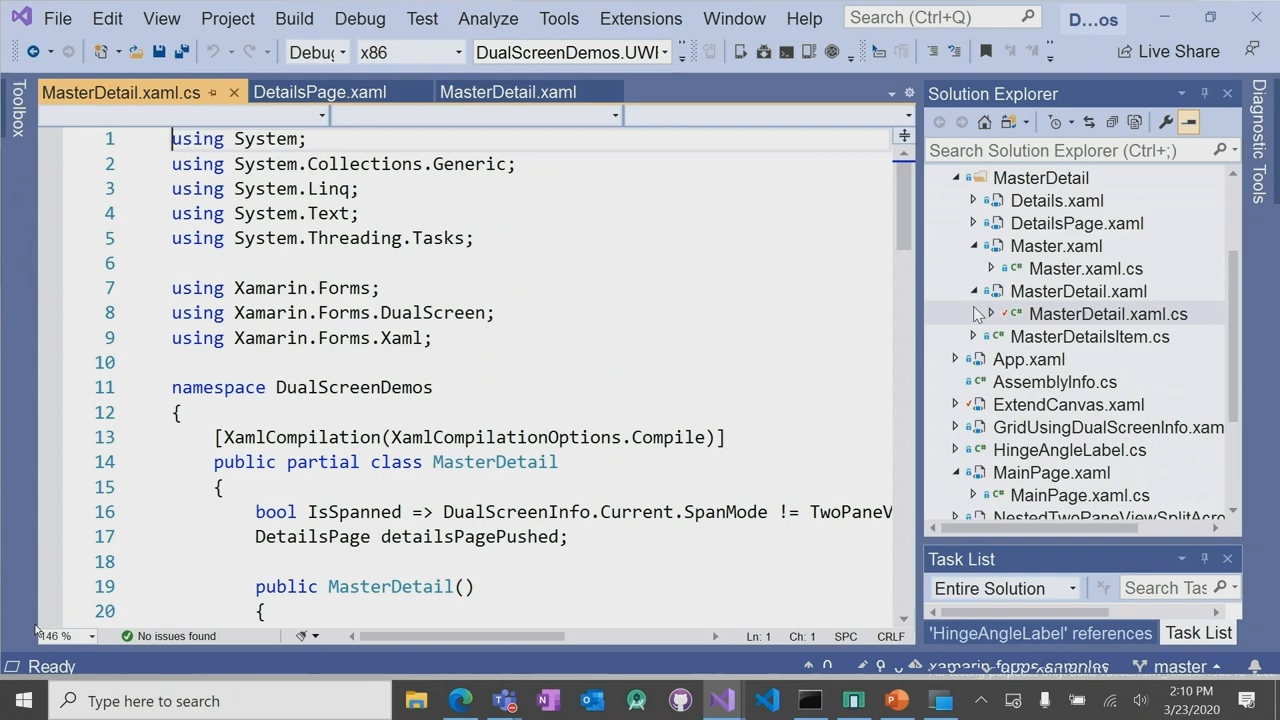 File Edit View Project Build Debug Test Analyze Tools Extensions Window Help Search (Ctrl+Q) D...os
Debug x86 DualScreenDemos.UWI Live Share
Toolbox
MasterDetail.xaml.cs DetailsPage.xaml MasterDetail.xaml
1 using System;
2 using System.Collections.Generic;
3 using System.Linq;
4 using System.Text;
5 using System.Threading.Tasks;
6
7 using Xamarin.Forms;
8 using Xamarin.Forms.DualScreen;
9 using Xamarin.Forms.Xaml;
10
11 namespace DualScreenDemos
12 {
13 [XamlCompilation(XamlCompilationOptions.Compile)]
14 public partial class MasterDetail
15 {
16 bool IsSpanned => DualScreenInfo.Current.SpanMode != TwoPaneV
17 DetailsPage detailsPagePushed;
18
19 public MasterDetail()
20 {
146 % No issues found Ln: 1 Ch: 1 SPC CRLF
Solution Explorer
Search Solution Explorer (Ctrl+;)
MasterDetail
Details.xaml
DetailsPage.xaml
Master.xaml
C# Master.xaml.cs
MasterDetail.xaml
C# MasterDetail.xaml.cs
C# MasterDetailsItem.cs
App.xaml
C# AssemblyInfo.cs
ExtendCanvas.xaml
GridUsingDualScreenInfo.xam
C# HingeAngleLabel.cs
MainPage.xaml
C# MainPage.xaml.cs
NestedTwoPaneViewSplitAcro
Task List
Entire Solution Search Tas
'HingeAngleLabel' references Task List
Diagnostic Tools
Ready 0 9 xamarin-forms-samples master
Type here to search
2:10 PM
3/23/2020